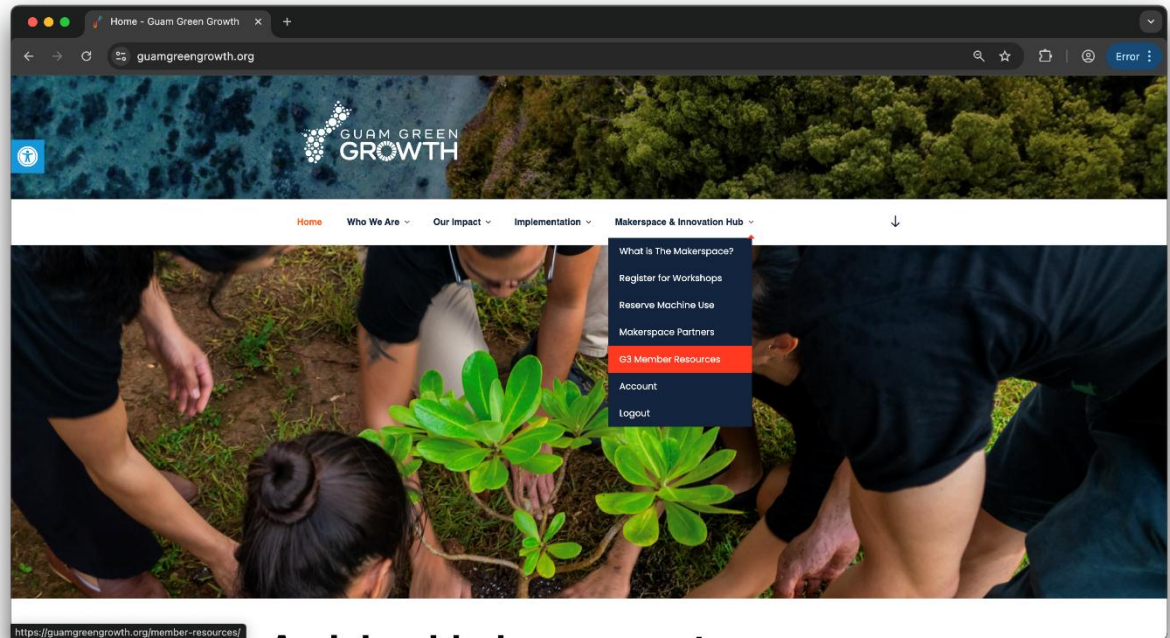 Home - Guam Green Growth
guamgreengrowth.org
Error
GUAM GREEN
GROWTH
Home Who We Are Our Impact Implementation Makerspace & Innovation Hub
What is The Makerspace?
Register for Workshops
Reserve Machine Use
Makerspace Partners
G3 Member Resources
Account
Logout
https://guamgreengrowth.org/member-resources/